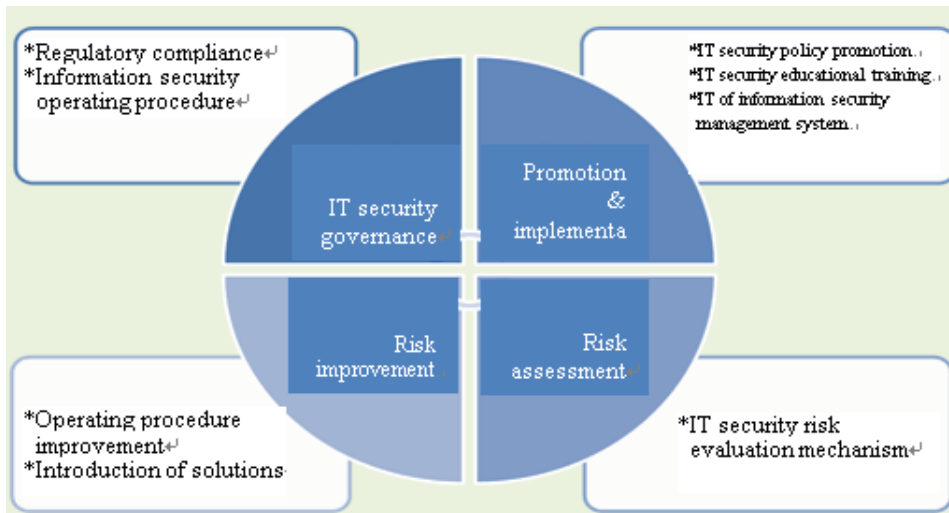 *Regulatory compliance↵
*Information security
operating procedure↵
*IT security policy promotion.
*IT security educational training.
*IT of information security
management system.
IT security
governance↵
Promotion
&
implementa
Risk
improvement
Risk
assessment↵
*Operating procedure
improvement↵
*Introduction of solutions
*IT security risk
evaluation mechanism↵